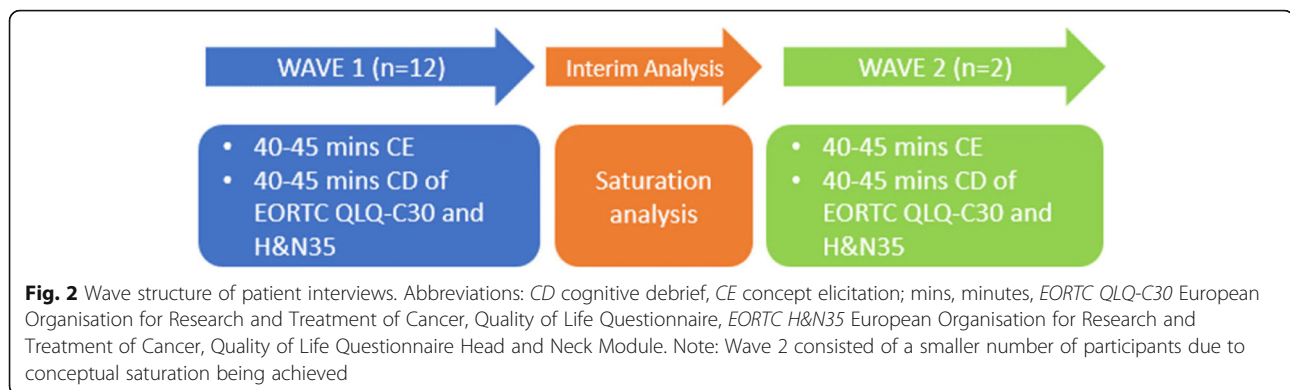 WAVE 1 (n=12)
Interim Analysis
WAVE 2 (n=2)
• 40-45 mins CE
• 40-45 mins CD of
EORTC QLQ-C30 and
H&N35
Saturation
analysis
• 40-45 mins CE
• 40-45 mins CD of
EORTC QLQ-C30 and
H&N35
Fig. 2 Wave structure of patient interviews. Abbreviations: CD cognitive debrief, CE concept elicitation; mins, minutes, EORTC QLQ-C30 European
Organisation for Research and Treatment of Cancer, Quality of Life Questionnaire, EORTC H&N35 European Organisation for Research and
Treatment of Cancer, Quality of Life Questionnaire Head and Neck Module. Note: Wave 2 consisted of a smaller number of participants due to
conceptual saturation being achieved